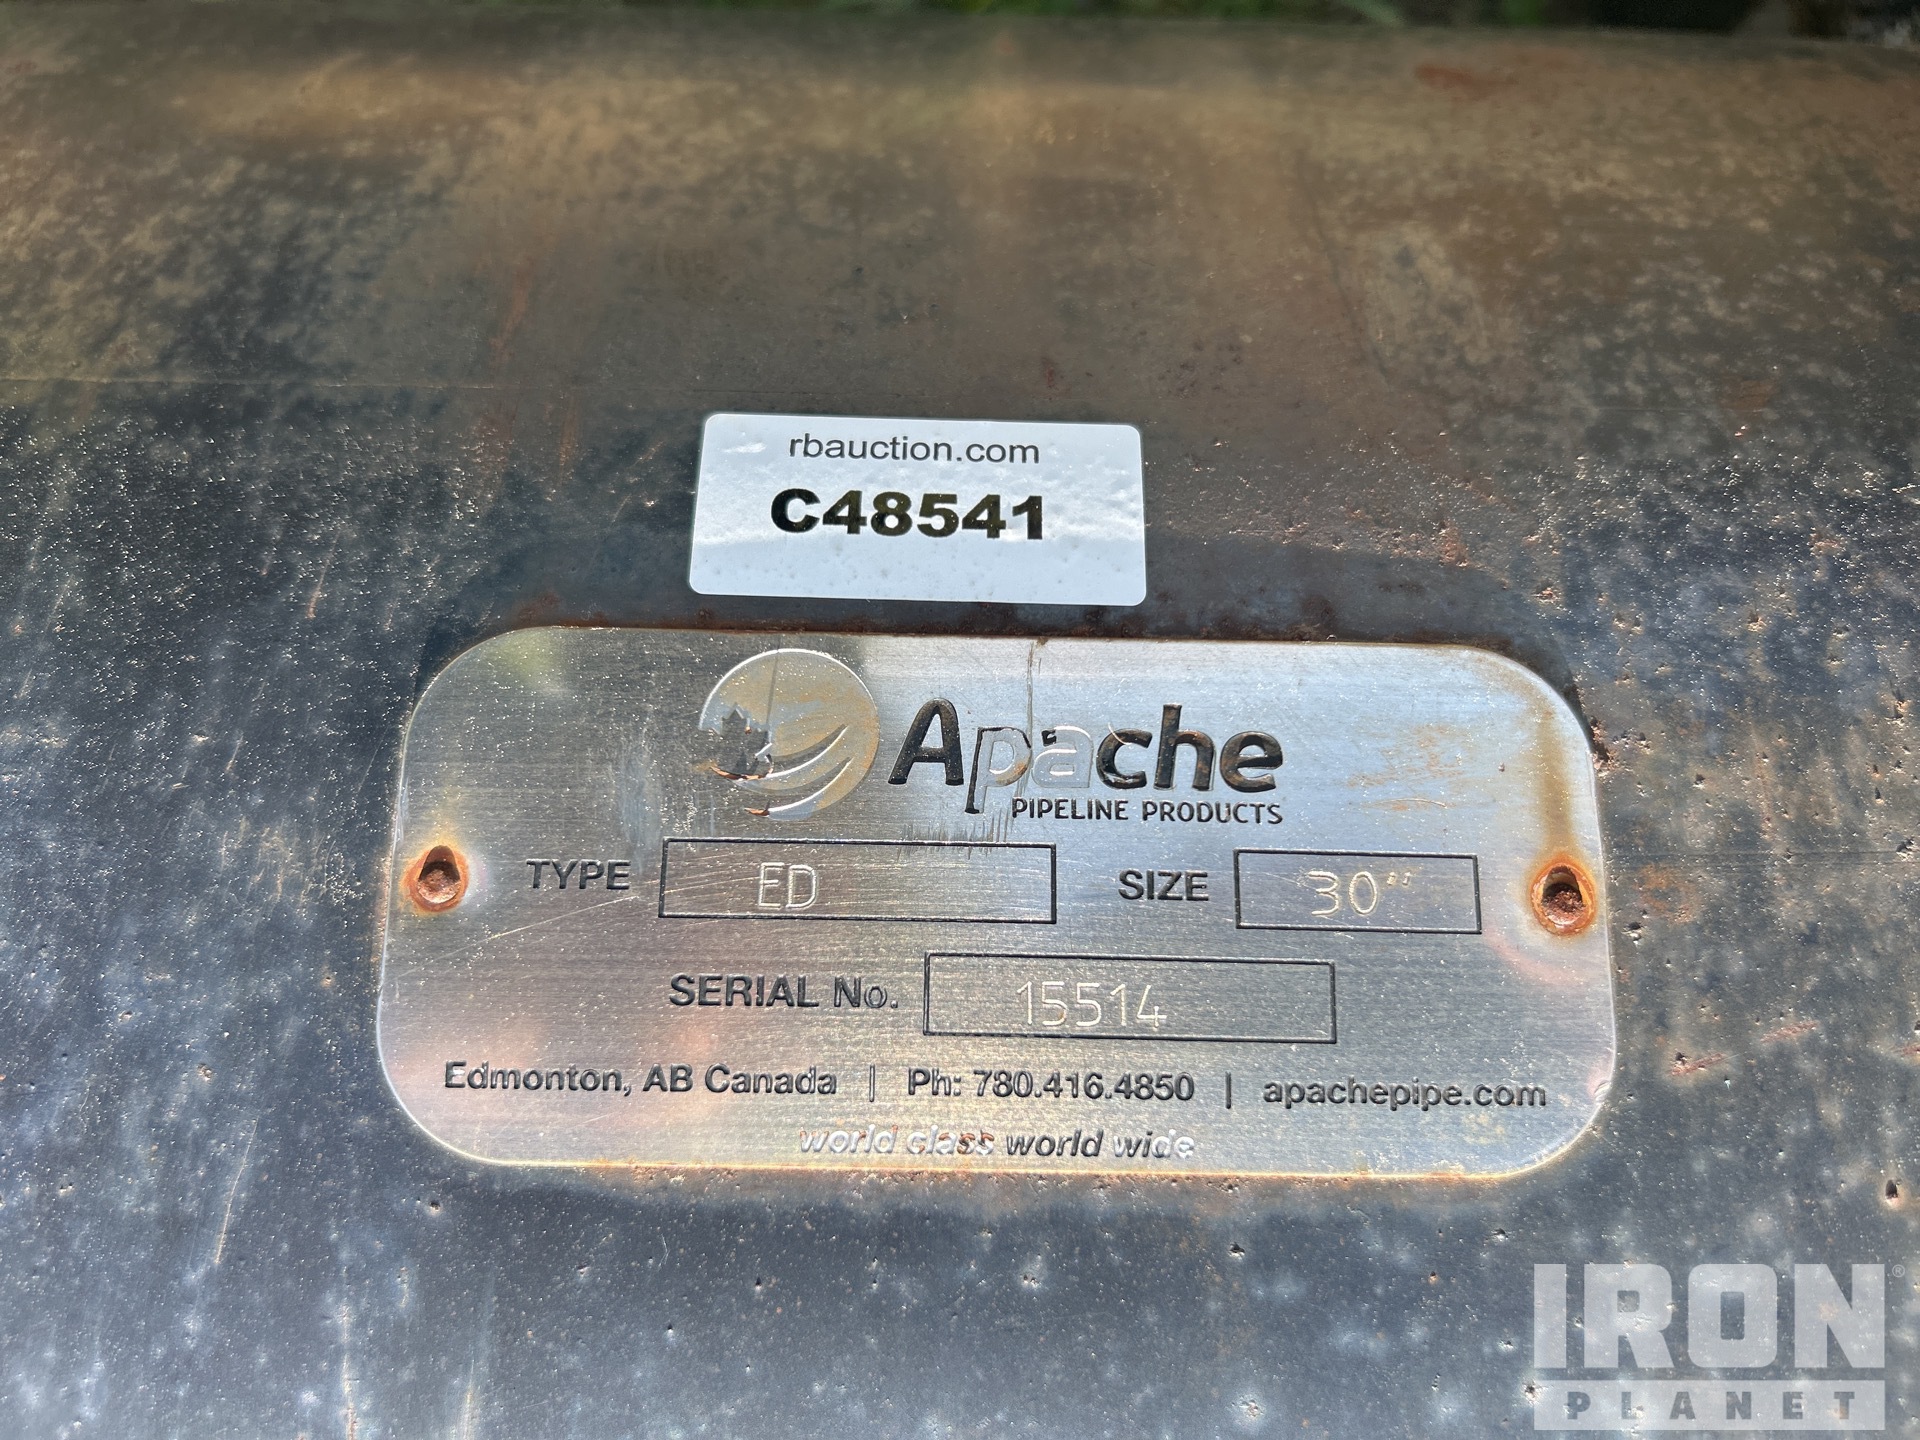 rbauction.com
C48541
Apache
PIPELINE PRODUCTS
TYPE ED SIZE 30"
SERIAL No. 15514
Edmonton, AB Canada | Ph: 780.416.4850 | apachepipe.com
world class world wide
IRON®
PLANET